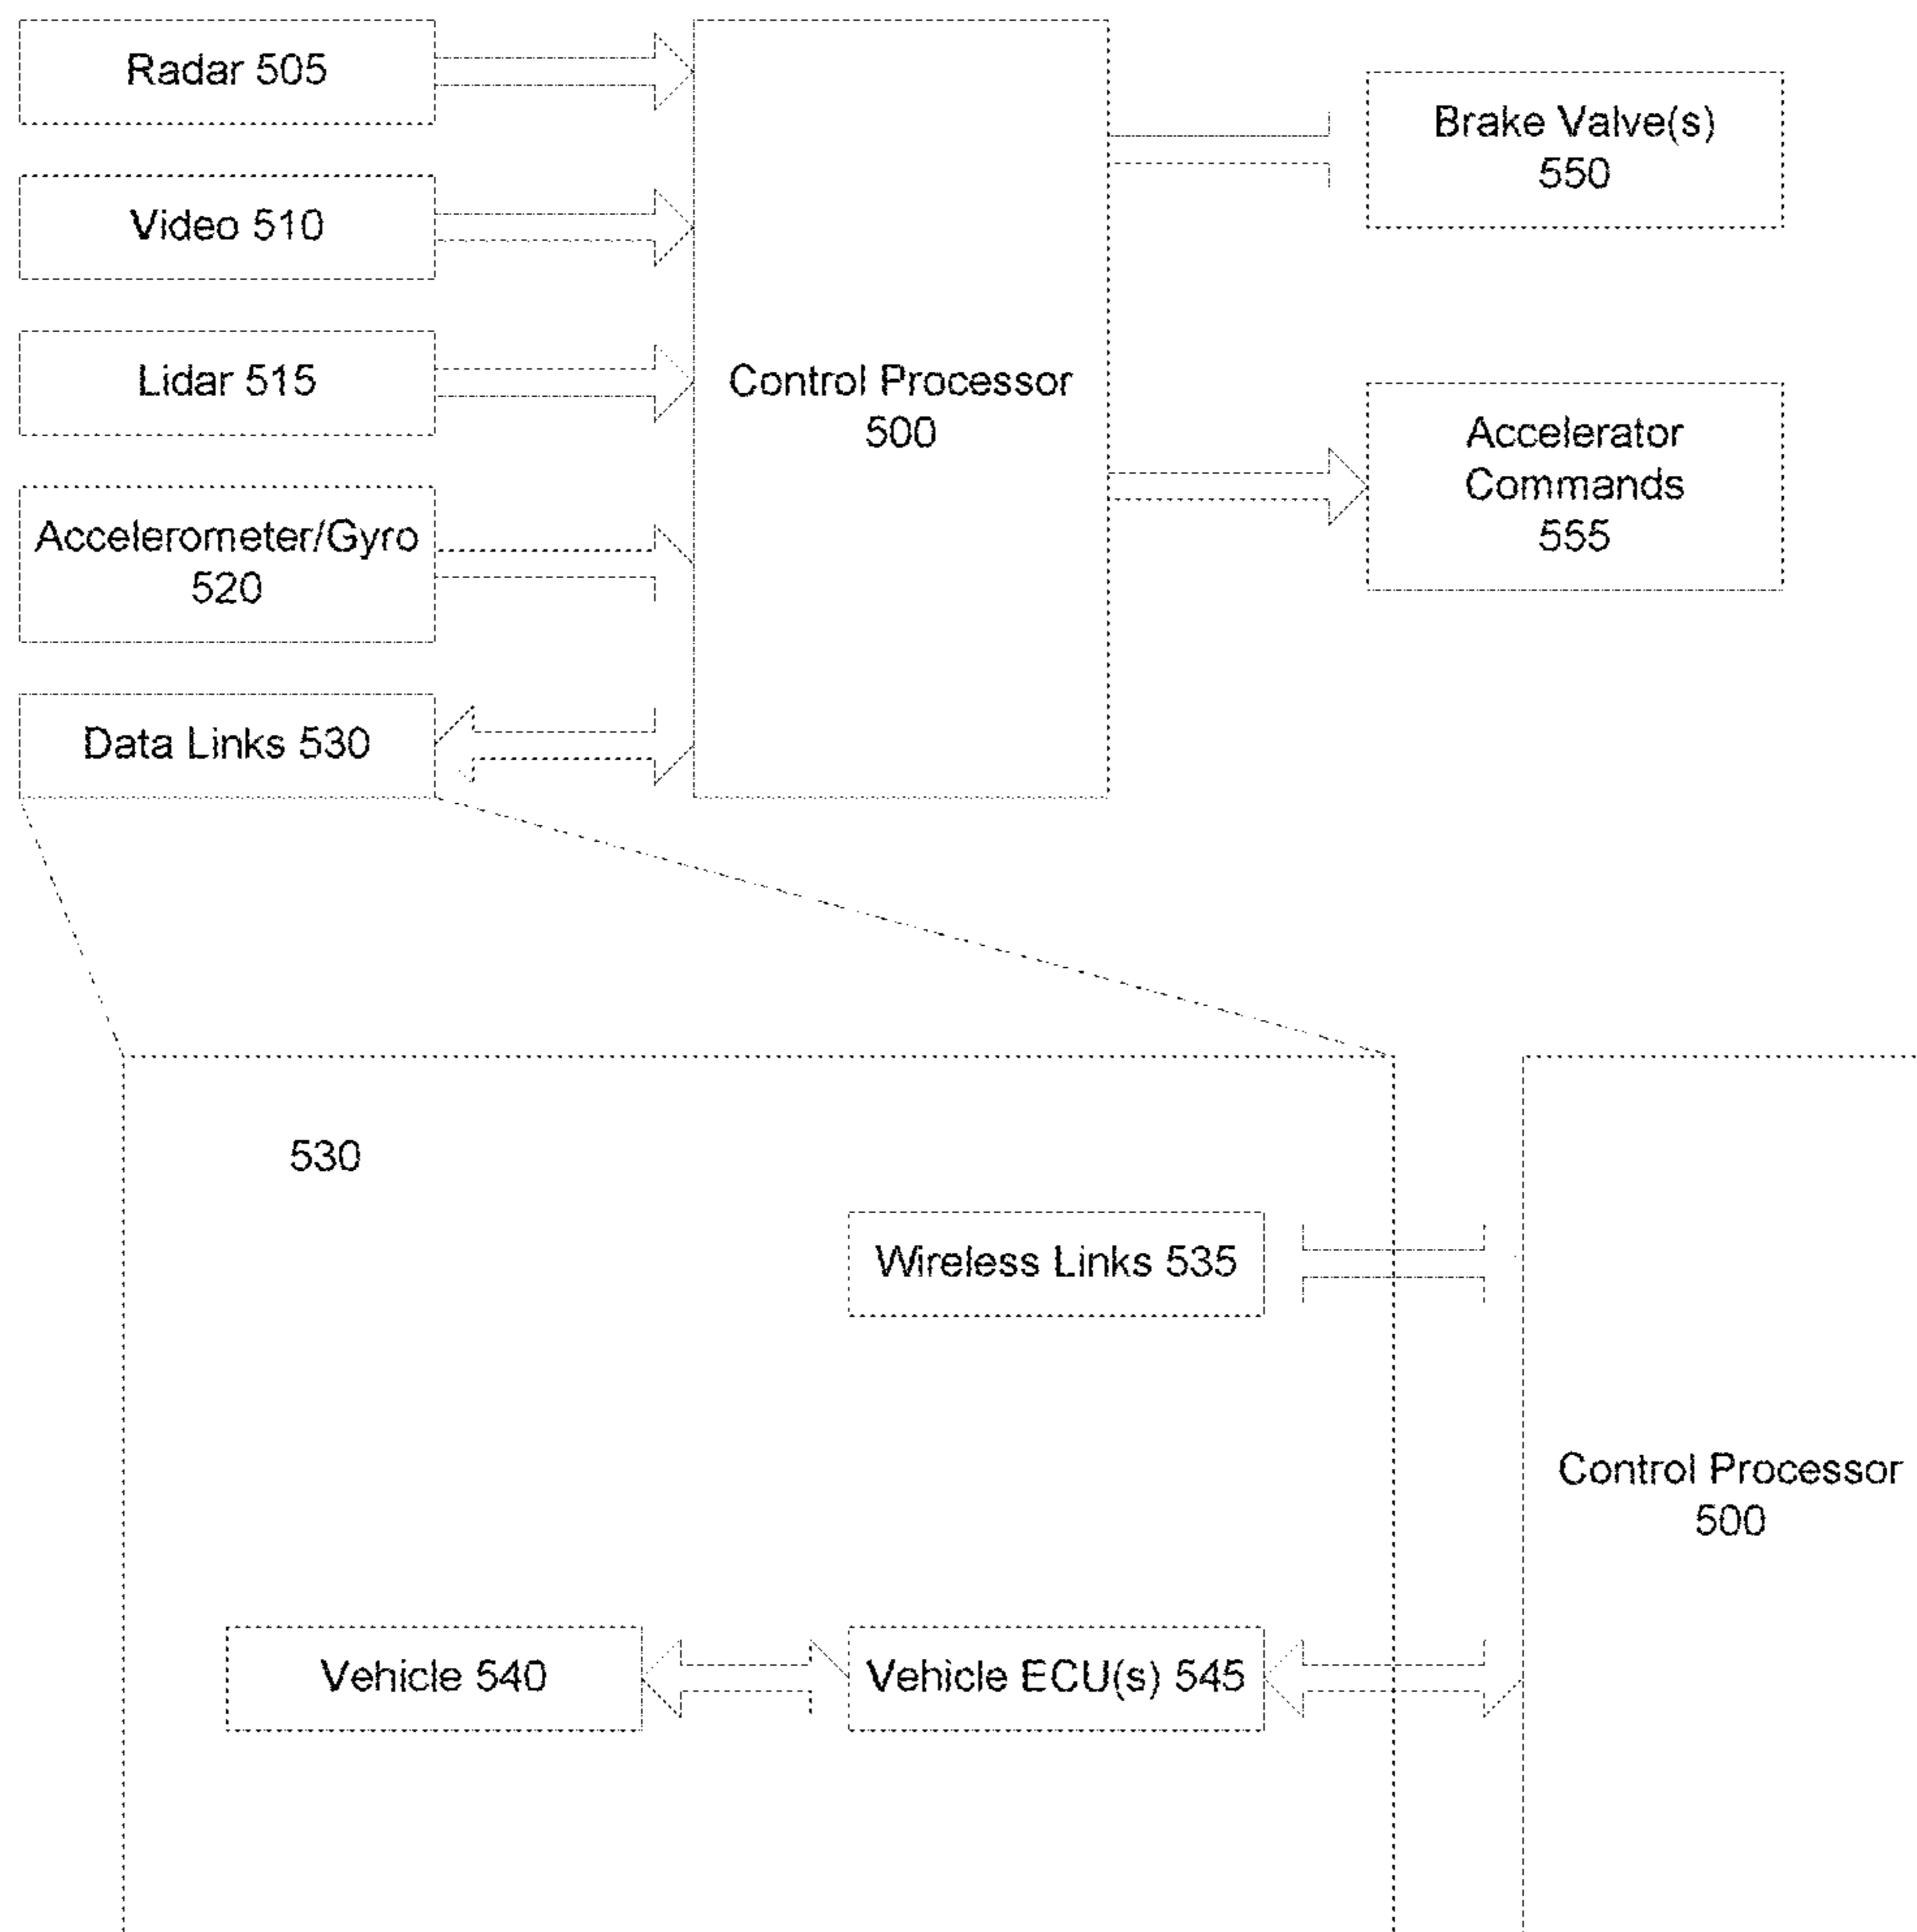 Radar 505
Video 510
Lidar 515
Accelerometer/Gyro
520
Data Links 530
Control Processor
500
Brake Valve(s)
550
Accelerator
Commands
555
530
Wireless Links 535
Vehicle 540
Vehicle ECU(s) 545
Control Processor
500